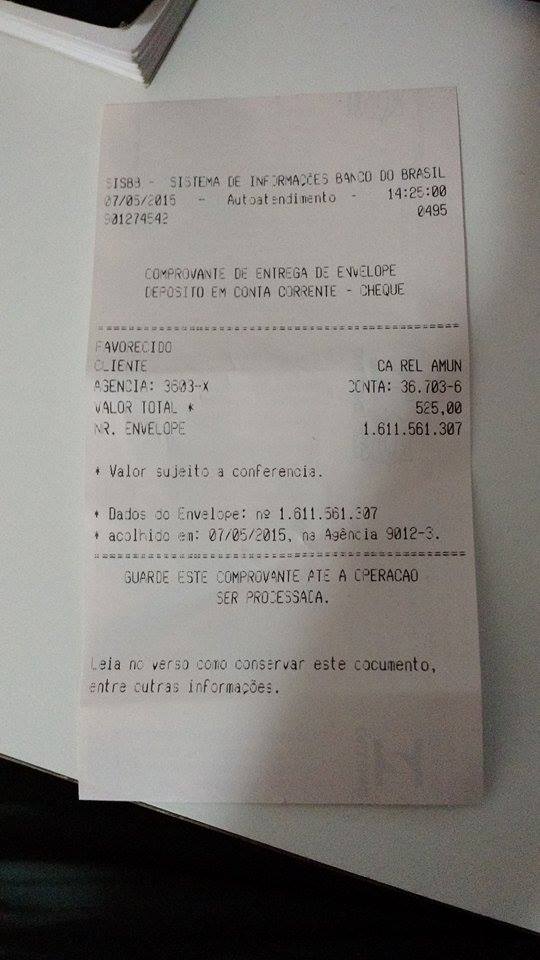 SISBB - SISTEMA DE INFORMAÇÕES BANCO DO BRASIL
07/05/2015 - Autoatendimento - 14:25:00
901274542 0495
COMPROVANTE DE ENTREGA DE ENVELOPE
DEPOSITO EM CONTA CORRENTE - CHEQUE
================================================
FAVORECIDO
CLIENTE CA REL AMUN
AGENCIA: 3603-X CONTA: 36.703-6
VALOR TOTAL * 525,00
NR. ENVELOPE 1.611.561.307
* Valor sujeito a conferencia.
* Dados do Envelope: nº 1.611.561.307
* acolhido em: 07/05/2015, na Agência 9012-3.
================================================
GUARDE ESTE COMPROVANTE ATE A OPERACAO
SER PROCESSADA.
Leia no verso como conservar este documento,
entre outras informações.